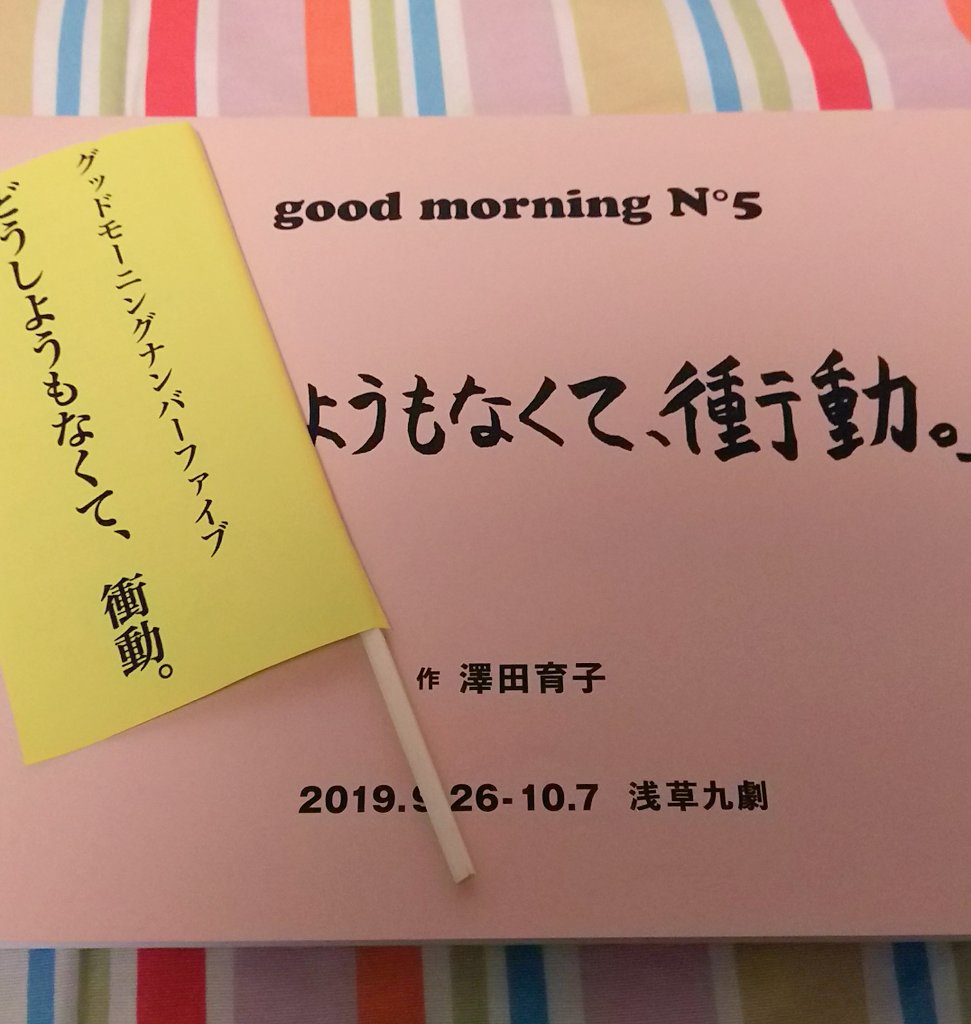 グッドモーニングナンバーファイブ
どうしようもなくて、衝動。
good morning N°5
ようもなくて、衝動。」
作 澤田育子
2019.9.26-10.7 浅草九劇